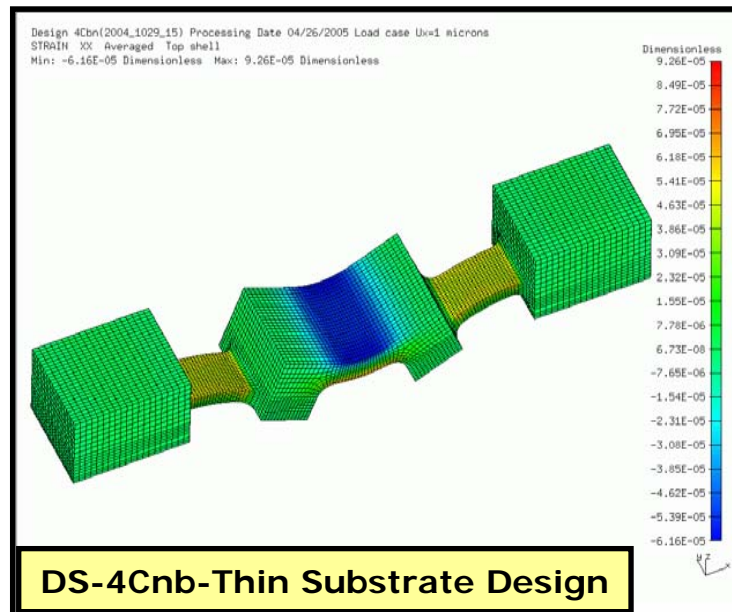 Design 4Cbn(2004_1029_15) Processing Date 04/26/2005 Load case Ux=1 microns
STRAIN XX Averaged Top shell
Min: -6.16E-05 Dimensionless Max: 9.26E-05 Dimensionless
Dimensionless
9.26E-05
8.49E-05
7.72E-05
6.95E-05
6.18E-05
5.41E-05
4.63E-05
3.86E-05
3.09E-05
2.32E-05
1.55E-05
7.78E-06
6.73E-08
-7.65E-06
-1.54E-05
-2.31E-05
-3.08E-05
-3.85E-05
-4.62E-05
-5.39E-05
-6.16E-05
y z
x
DS-4Cnb-Thin Substrate Design